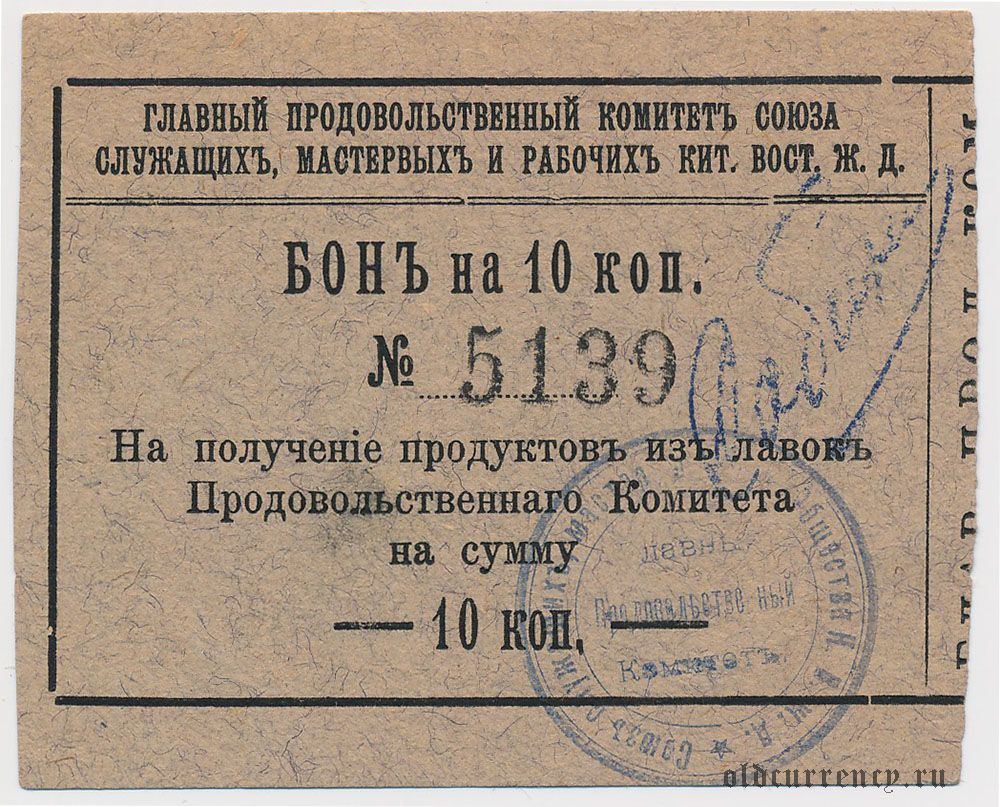 ГЛАВНЫЙ ПРОДОВОЛЬСТВЕННЫЙ КОМИТЕТЪ СОЮЗА
СЛУЖАЩИХЪ, МАСТЕРВЫХЪ И РАБОЧИХЪ КИТ. ВОСТ. Ж. Д.
БОНЪ на 10 коп.
№ 5139
На полученіе продуктовъ изъ лавокъ
Продовольственнаго Комитета
на сумму
— 10 коп. —
Комитетъ
Союзъ
oldcurrency.ru